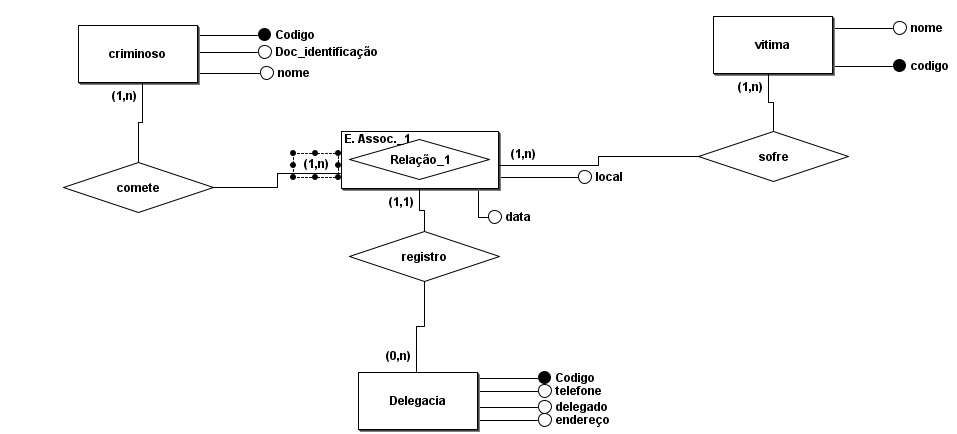 criminoso
Codigo
Doc_identificação
nome
(1,n)
vitima
nome
codigo
(1,n)
E. Assoc._1
Relação_1
(1,n)
(1,n)
local
data
(1,1)
comete
sofre
registro
(0,n)
Delegacia
Codigo
telefone
delegado
endereço